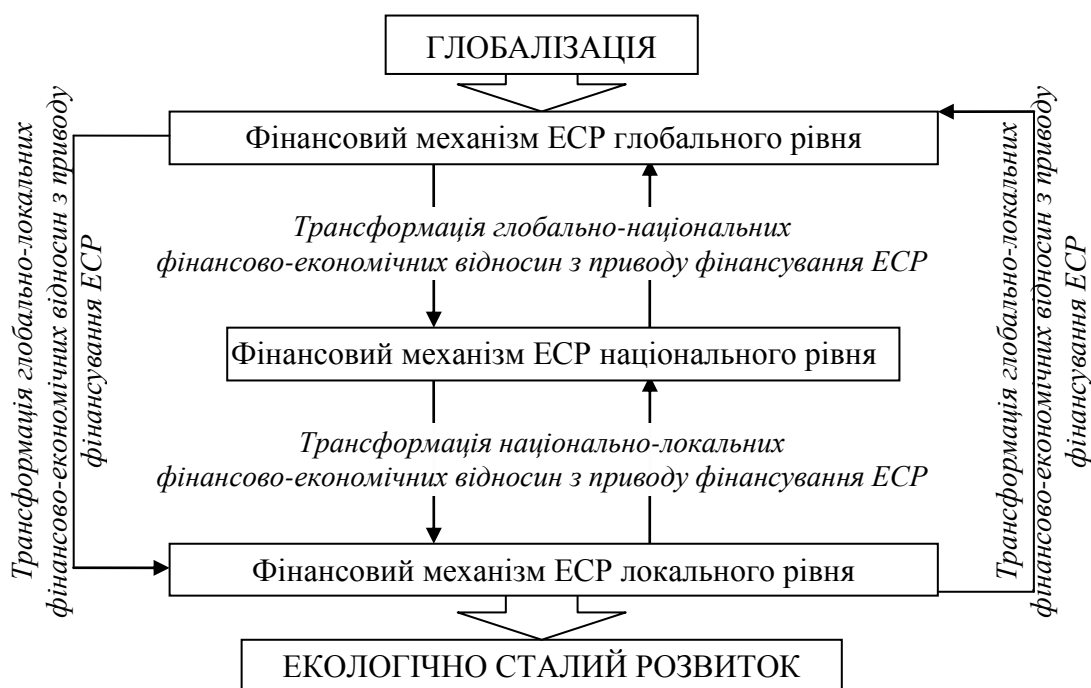 ГЛОБАЛІЗАЦІЯ
Фінансовий механізм ЕСР глобального рівня
Трансформація глобально-локальних
фінансово-економічних відносин з приводу
фінансування ЕСР
Трансформація глобально-національних
фінансово-економічних відносин з приводу фінансування ЕСР
Фінансовий механізм ЕСР національного рівня
Трансформація національно-локальних
фінансово-економічних відносин з приводу фінансування ЕСР
Трансформація глобально-локальних
фінансово-економічних відносин з приводу
фінансування ЕСР
Фінансовий механізм ЕСР локального рівня
ЕКОЛОГІЧНО СТАЛИЙ РОЗВИТОК